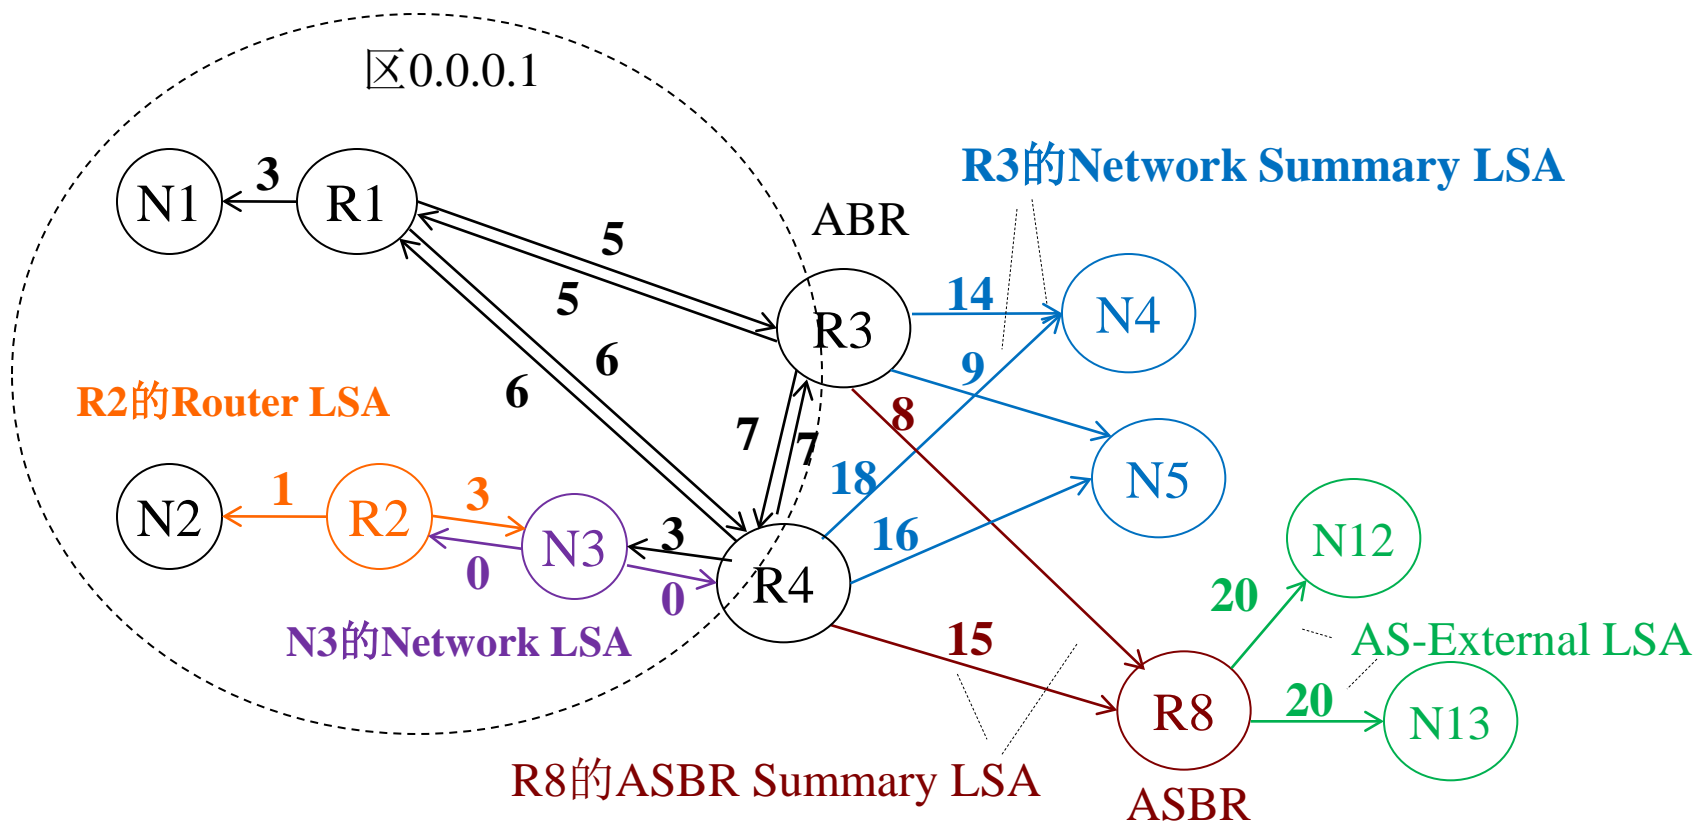 区0.0.0.1
R3的Network Summary LSA
N1
3
R1
ABR
5
5
14
R3
N4
6
6
9
R2的Router LSA
8
7
7
18
N5
N2
1
R2
3
0
N3
3
0
R4
16
N12
20
N3的Network LSA
15
AS-External LSA
R8
20
N13
R8的ASBR Summary LSA
ASBR